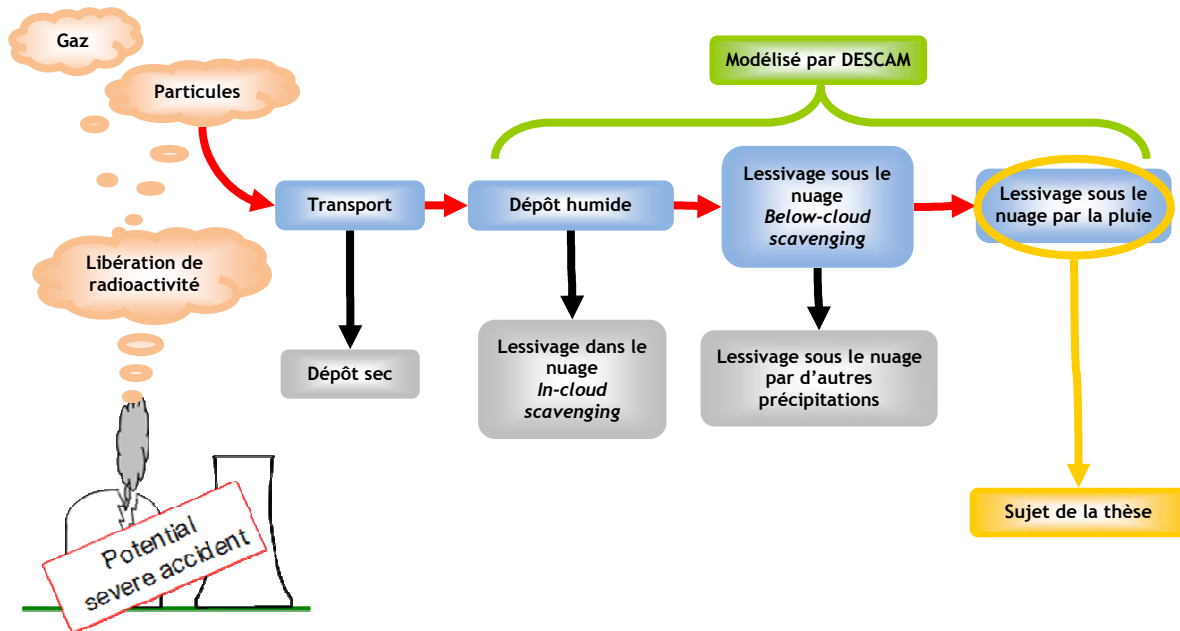 Gaz
Particules
Modélisé par DESCAM
Transport
Dépôt humide
Lessivage sous le
nuage
Below-cloud
scavenging
Lessivage sous le
nuage par la pluie
Libération de
radioactivité
Dépôt sec
Lessivage dans le
nuage
In-cloud
scavenging
Lessivage sous le nuage
par d'autres
précipitations
Sujet de la thèse
Potential
severe accident